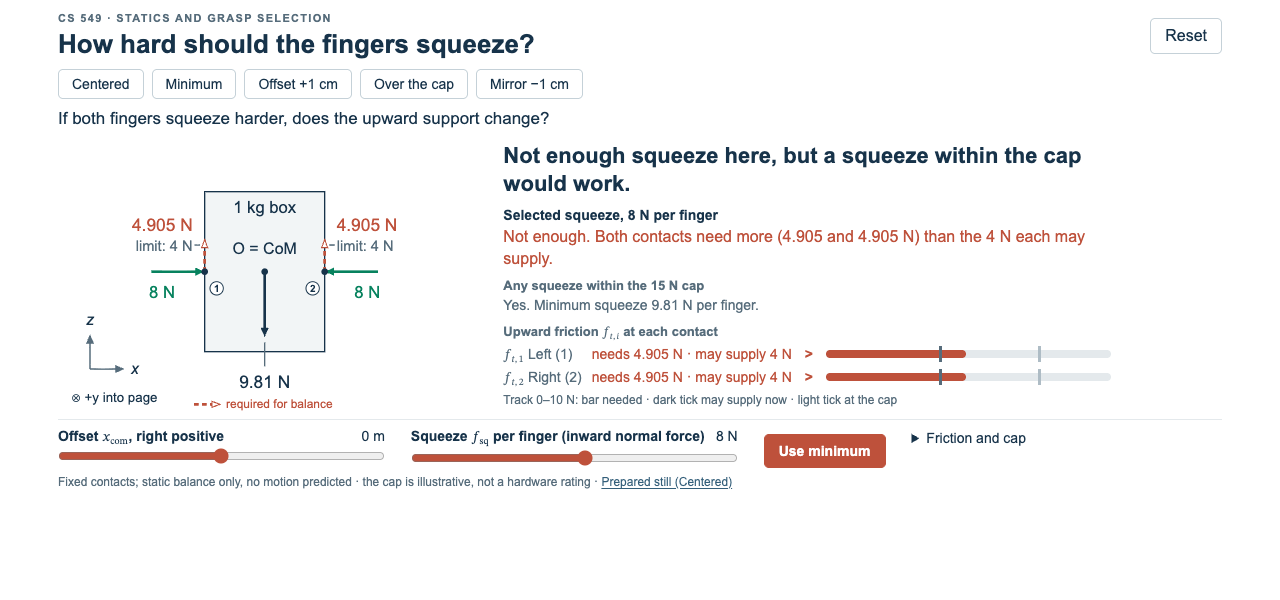 CS 549 · STATICS AND GRASP SELECTION
How hard should the fingers squeeze?
Reset
Centered
Minimum
Offset +1 cm
Over the cap
Mirror −1 cm
If both fingers squeeze harder, does the upward support change?
1 kg box
4.905 N
4.905 N
limit: 4 N
limit: 4 N
O = CoM
8 N
1
2
8 N
z
x
9.81 N
⊗ +y into page
required for balance
Not enough squeeze here, but a squeeze within the cap
would work.
Selected squeeze, 8 N per finger
Not enough. Both contacts need more (4.905 and 4.905 N) than the 4 N each may
supply.
Any squeeze within the 15 N cap
Yes. Minimum squeeze 9.81 N per finger.
Upward friction f_{t,i} at each contact
f_{t,1} Left (1) needs 4.905 N · may supply 4 N >
f_{t,2} Right (2) needs 4.905 N · may supply 4 N >
Track 0–10 N: bar needed · dark tick may supply now · light tick at the cap
Offset x_{com}, right positive 0 m
Squeeze f_{sq} per finger (inward normal force) 8 N
Use minimum
▶ Friction and cap
Fixed contacts; static balance only, no motion predicted · the cap is illustrative, not a hardware rating · Prepared still (Centered)